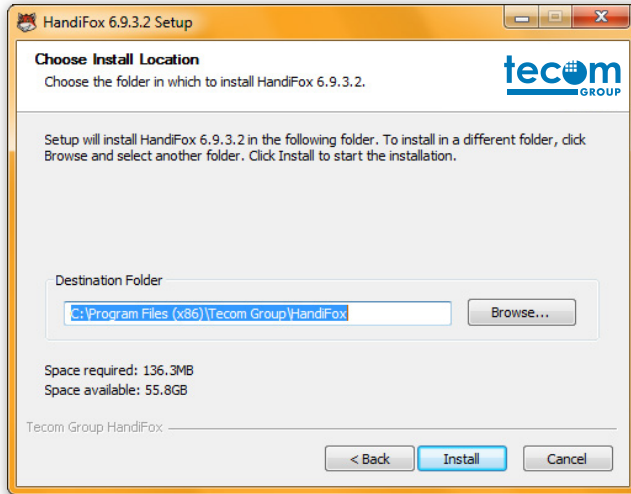 HandiFox 6.9.3.2 Setup
Choose Install Location
Choose the folder in which to install HandiFox 6.9.3.2.
tecom
GROUP
Setup will install HandiFox 6.9.3.2 in the following folder. To install in a different folder, click
Browse and select another folder. Click Install to start the installation.
Destination Folder
C:\Program Files (x86)\Tecom Group\HandiFox
Browse...
Space required: 136.3MB
Space available: 55.8GB
Tecom Group HandiFox
< Back
Install
Cancel